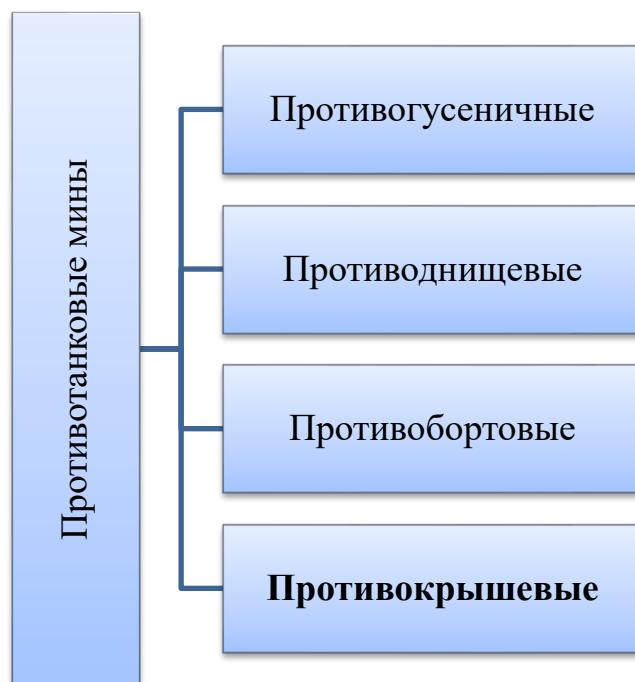 Противотанковые мины
Противогусеничные
Противоднищевые
Противобортовые
Противокрышевые